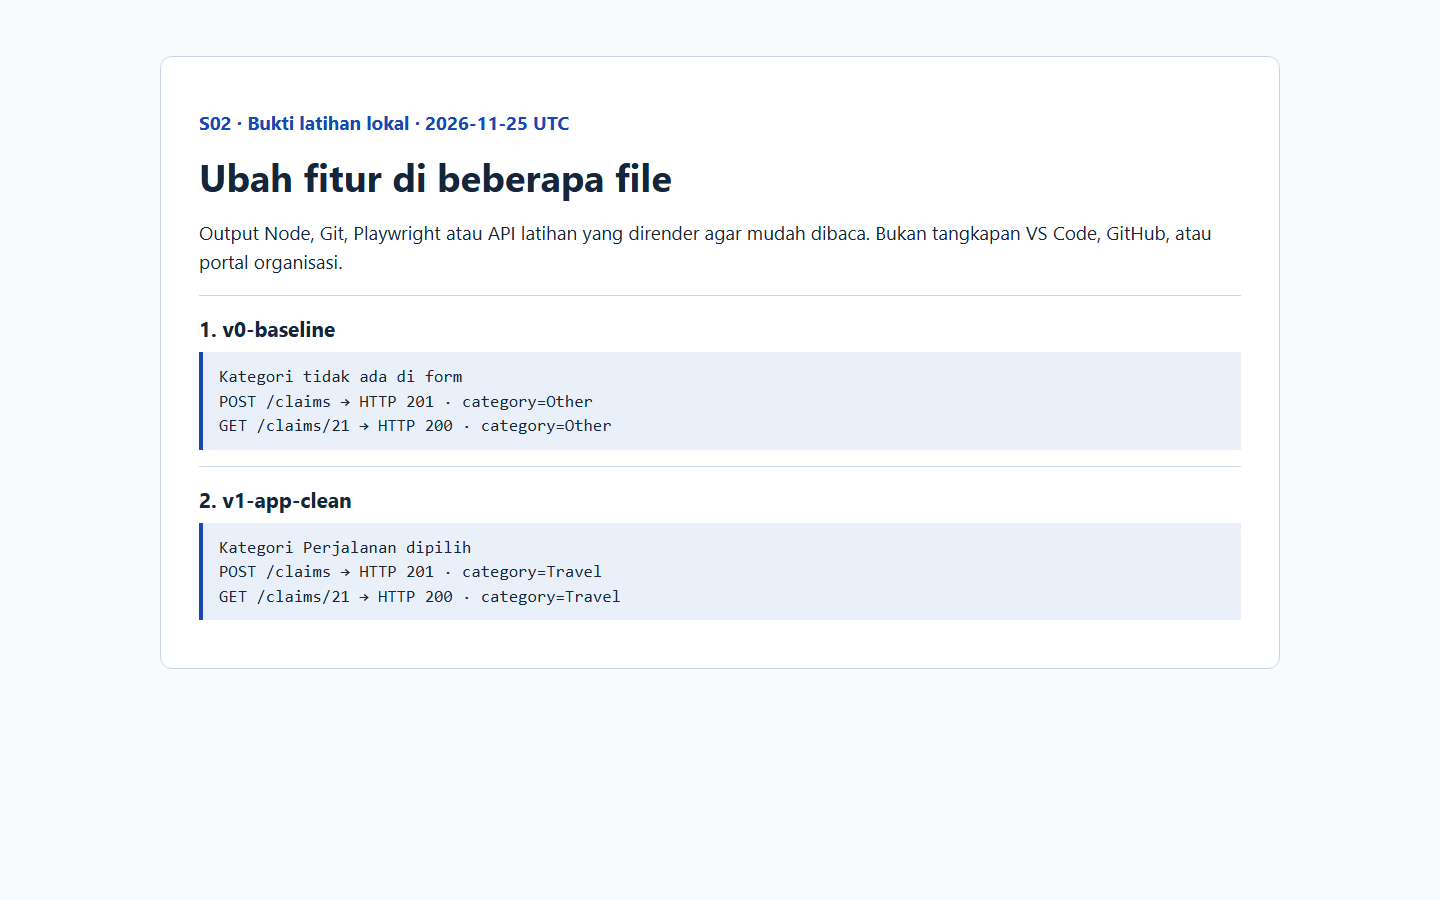 S02 · Bukti latihan lokal · 2026-11-25 UTC
Ubah fitur di beberapa file
Output Node, Git, Playwright atau API latihan yang dirender agar mudah dibaca. Bukan tangkapan VS Code, GitHub, atau
portal organisasi.
1. v0-baseline
Kategori tidak ada di form
POST /claims → HTTP 201 · category=Other
GET /claims/21 → HTTP 200 · category=Other
2. v1-app-clean
Kategori Perjalanan dipilih
POST /claims → HTTP 201 · category=Travel
GET /claims/21 → HTTP 200 · category=Travel